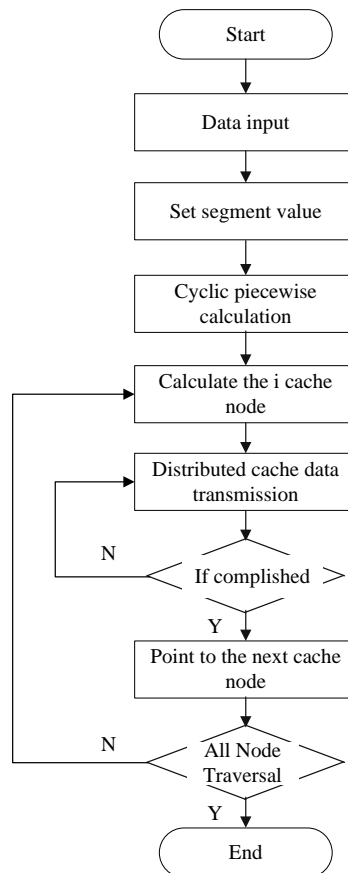 Start
Data input
Set segment value
Cyclic piecewise
calculation
Calculate the i cache
node
Distributed cache data
transmission
N
If complished
Y
Point to the next cache
node
N
All Node
Traversal
Y
End